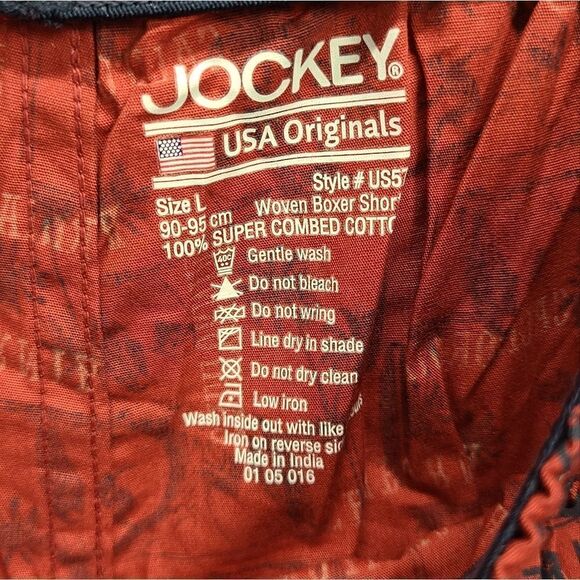 JOCKEY®
USA Originals
Style # US57
Size L
Woven Boxer Shor
90-95 cm
100% SUPER COMBED COTTO
40C
Gentle wash
Do not bleach
Do not wring
Line dry in shade
Do not dry clean
Low iron
Wash inside out with like
Iron on reverse sid
Made in India
01 05 016